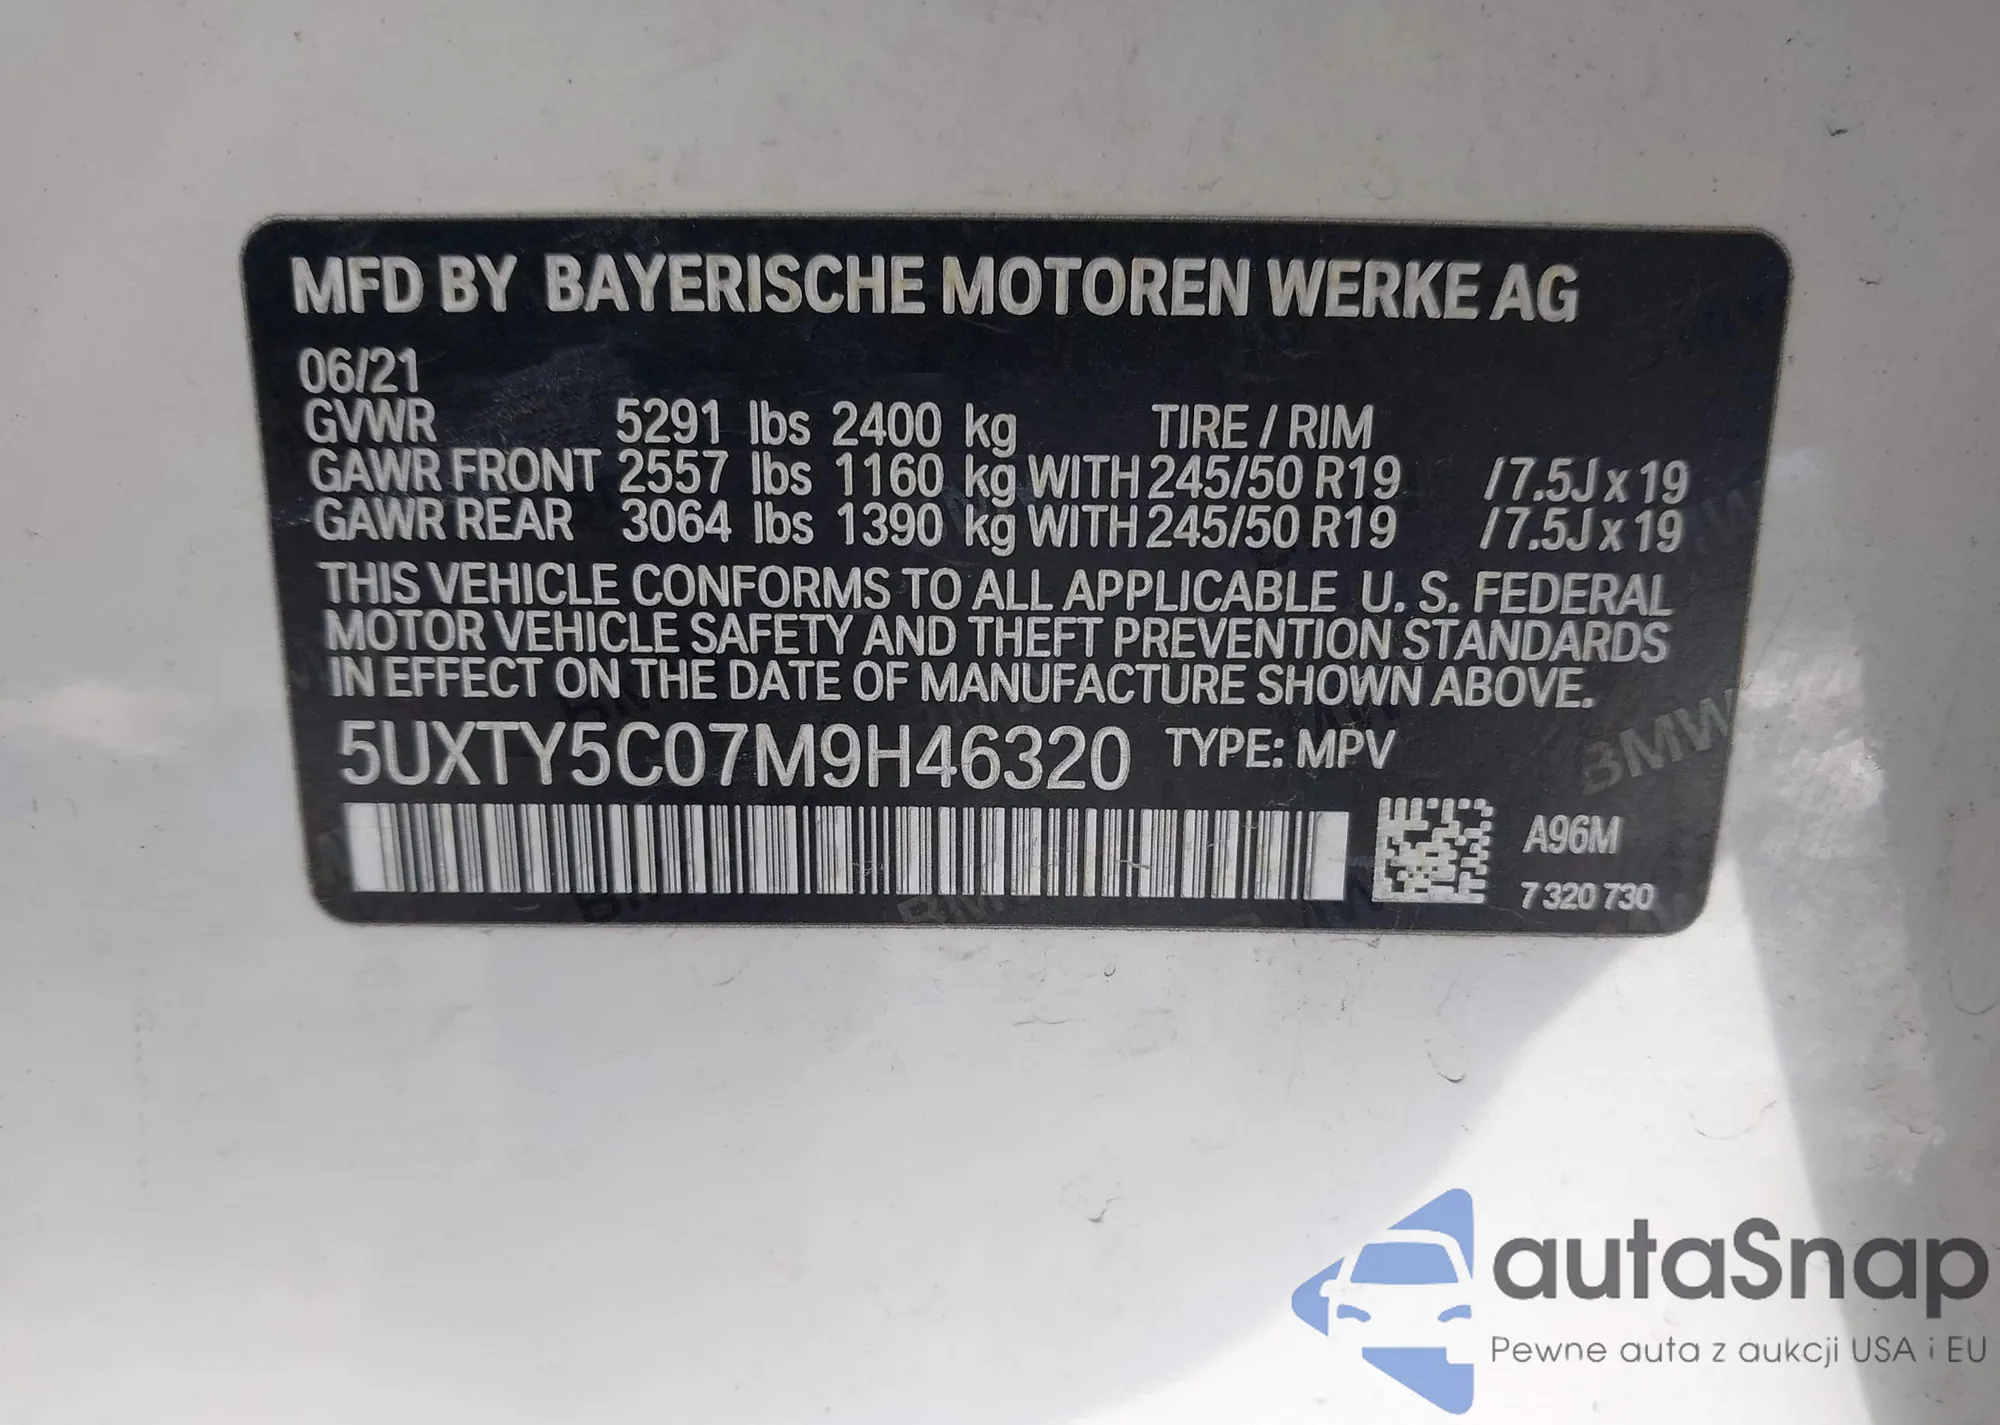 MFD BY BAYERISCHE MOTOREN WERKE AG
06/21
GVWR 5291 lbs 2400 kg TIRE / RIM
GAWR FRONT 2557 lbs 1160 kg WITH 245/50 R19 /7.5J x 19
GAWR REAR 3064 lbs 1390 kg WITH 245/50 R19 /7.5J x 19
THIS VEHICLE CONFORMS TO ALL APPLICABLE U. S. FEDERAL
MOTOR VEHICLE SAFETY AND THEFT PREVENTION STANDARDS
IN EFFECT ON THE DATE OF MANUFACTURE SHOWN ABOVE.
5UXTY5C07M9H46320 TYPE: MPV
BMW
A96M
7 320 730
autaSnap
Pewne auta z aukcji USA i EU